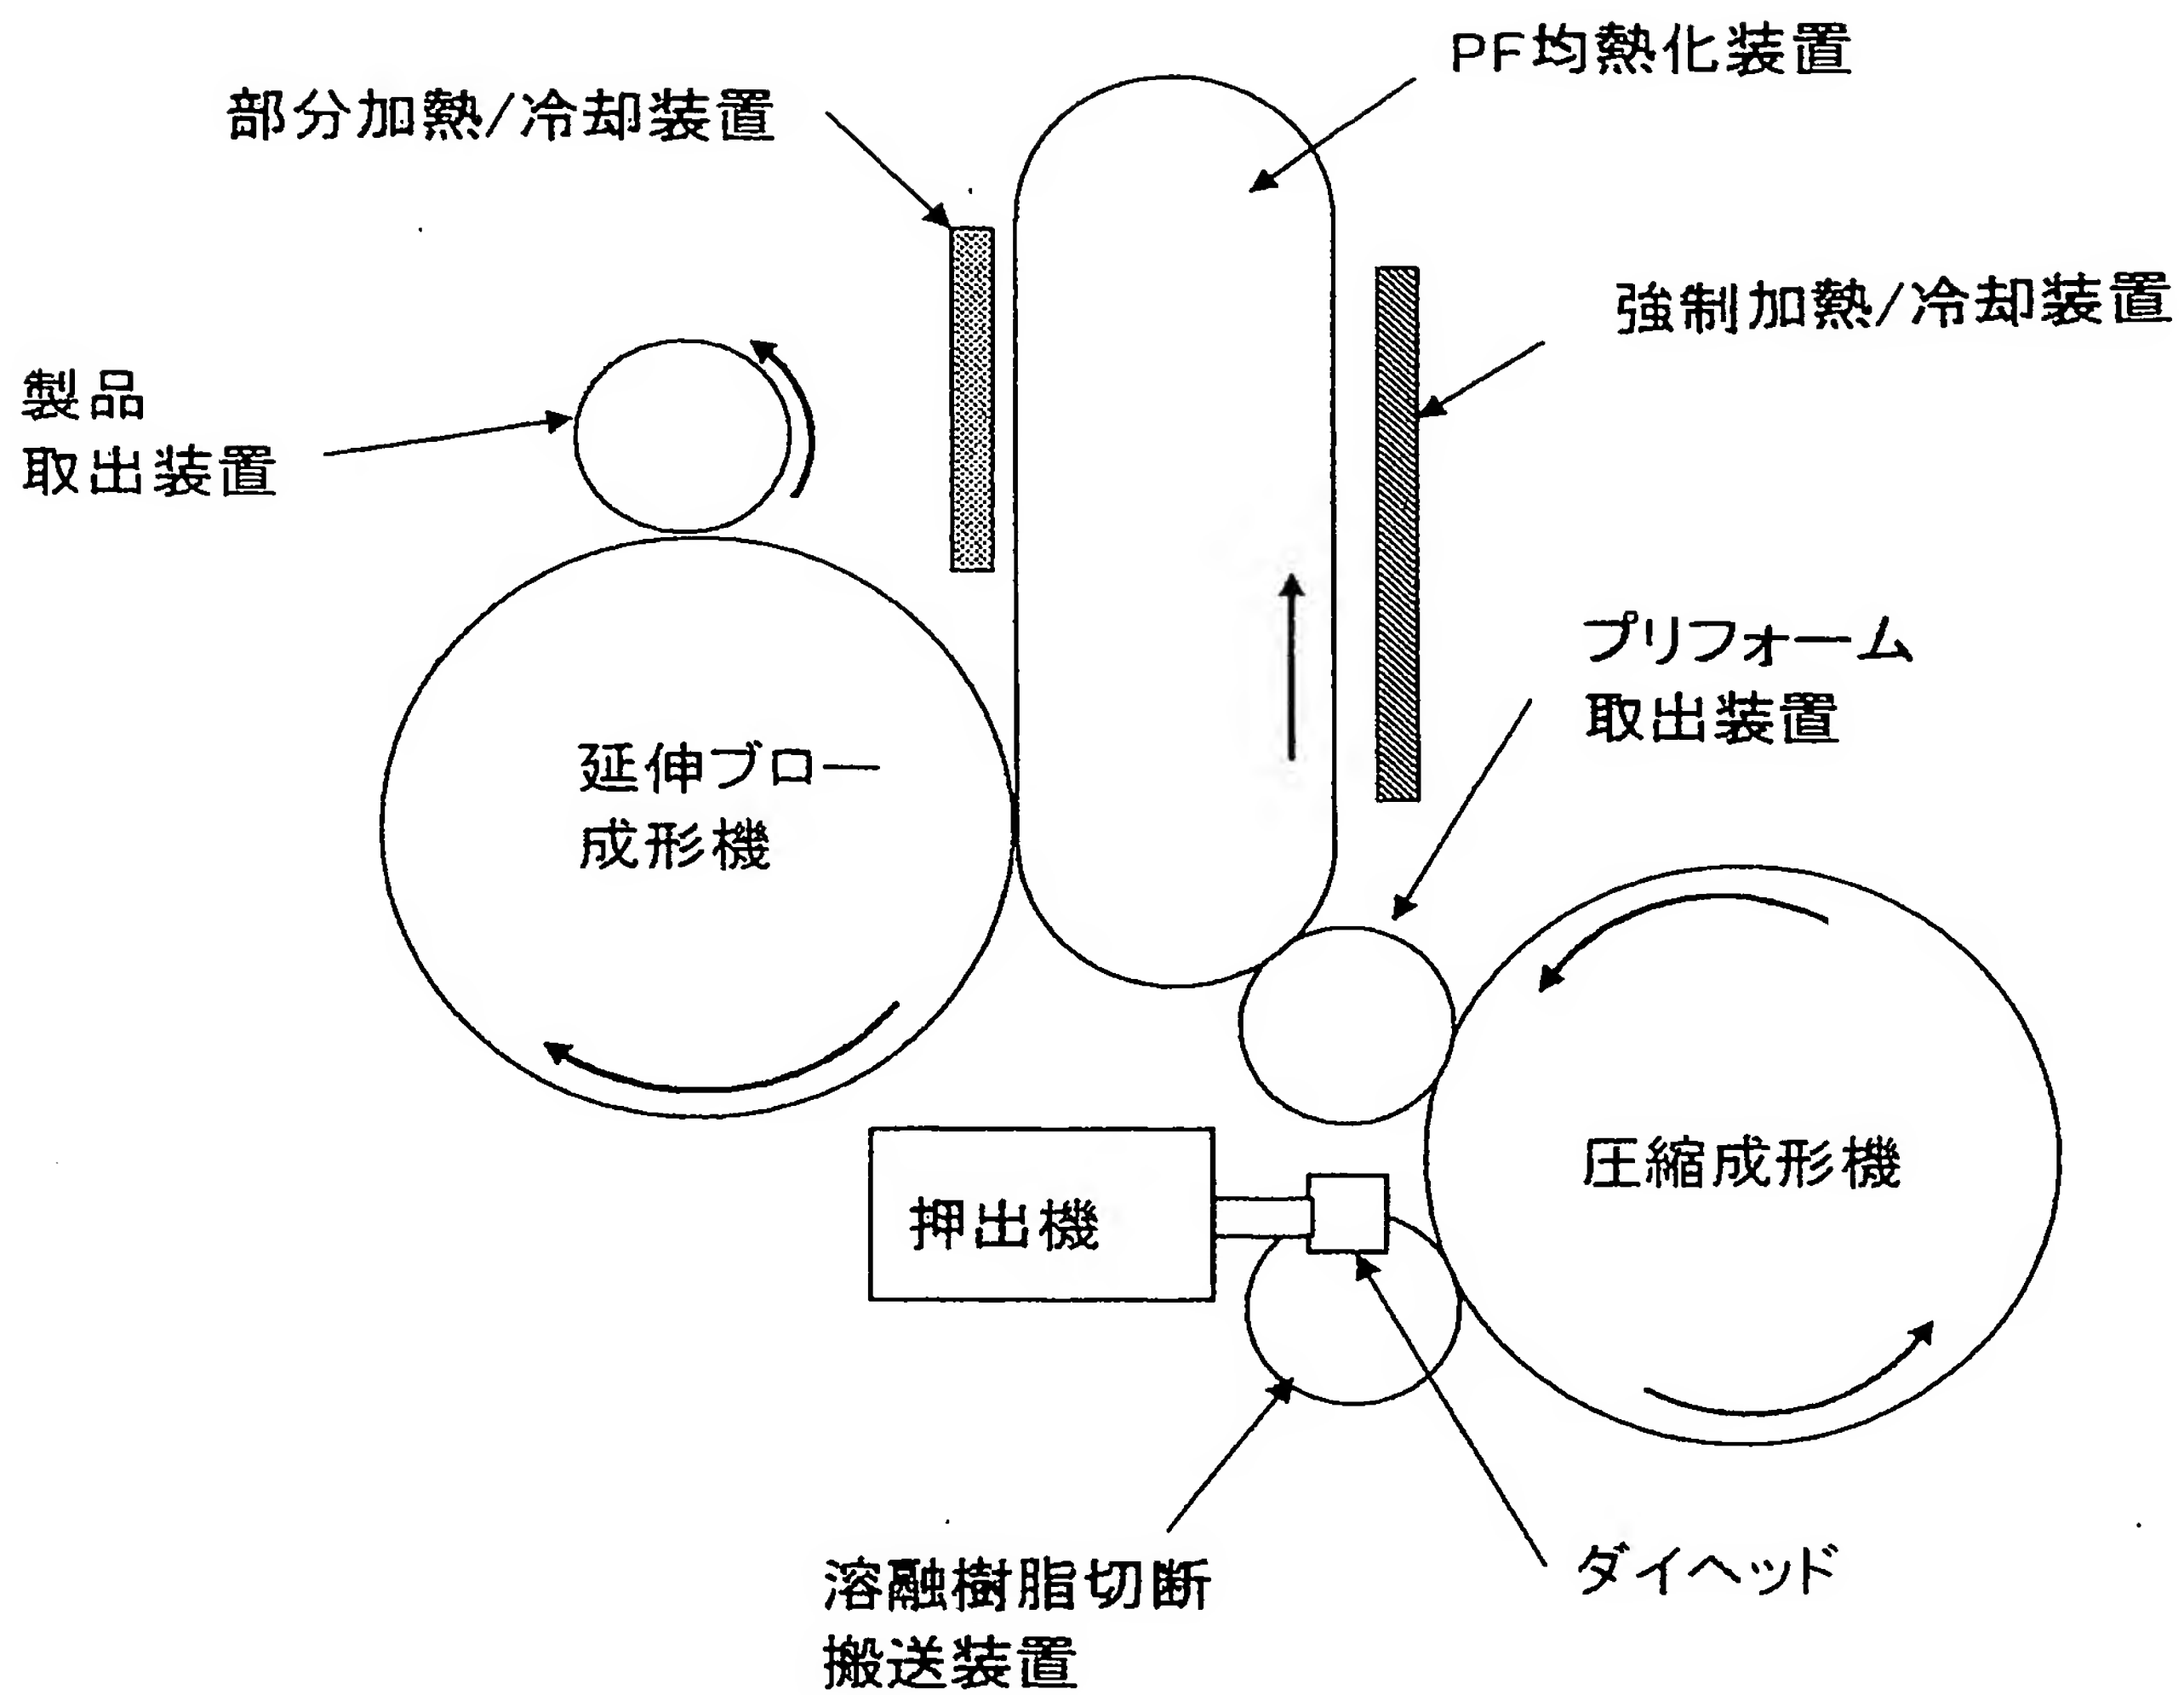 PF均熱化装置
部分加熱/冷却装置
強制加熱/冷却装置
製品
取出装置
プリフォーム
取出装置
延伸ブロー
成形機
圧縮成形機
押出機
ダイヘッド
溶融樹脂切断
搬送装置